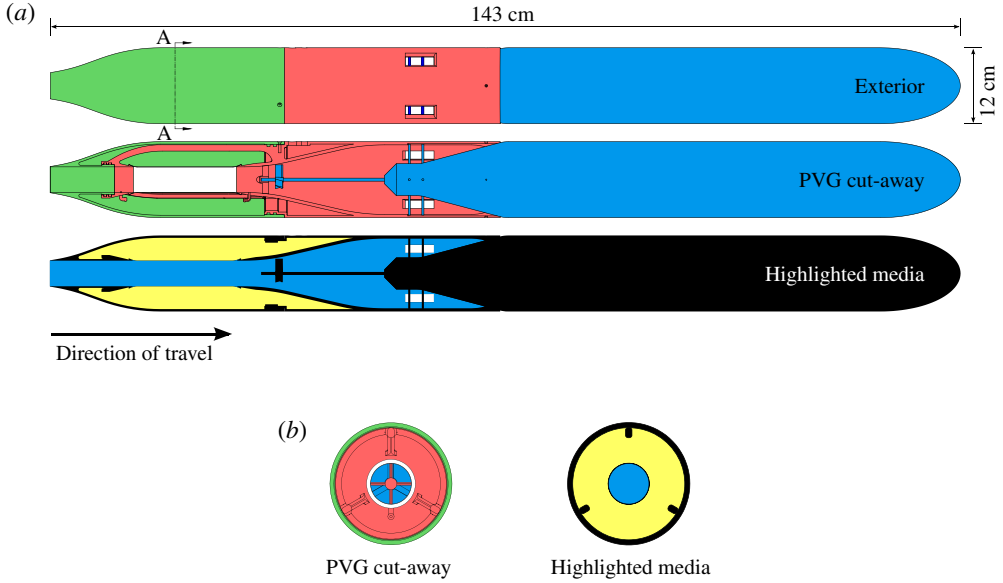 (a)
143 cm
A
Exterior
12 cm
A
PVG cut-away
Highlighted media
Direction of travel
(b)
PVG cut-away
Highlighted media